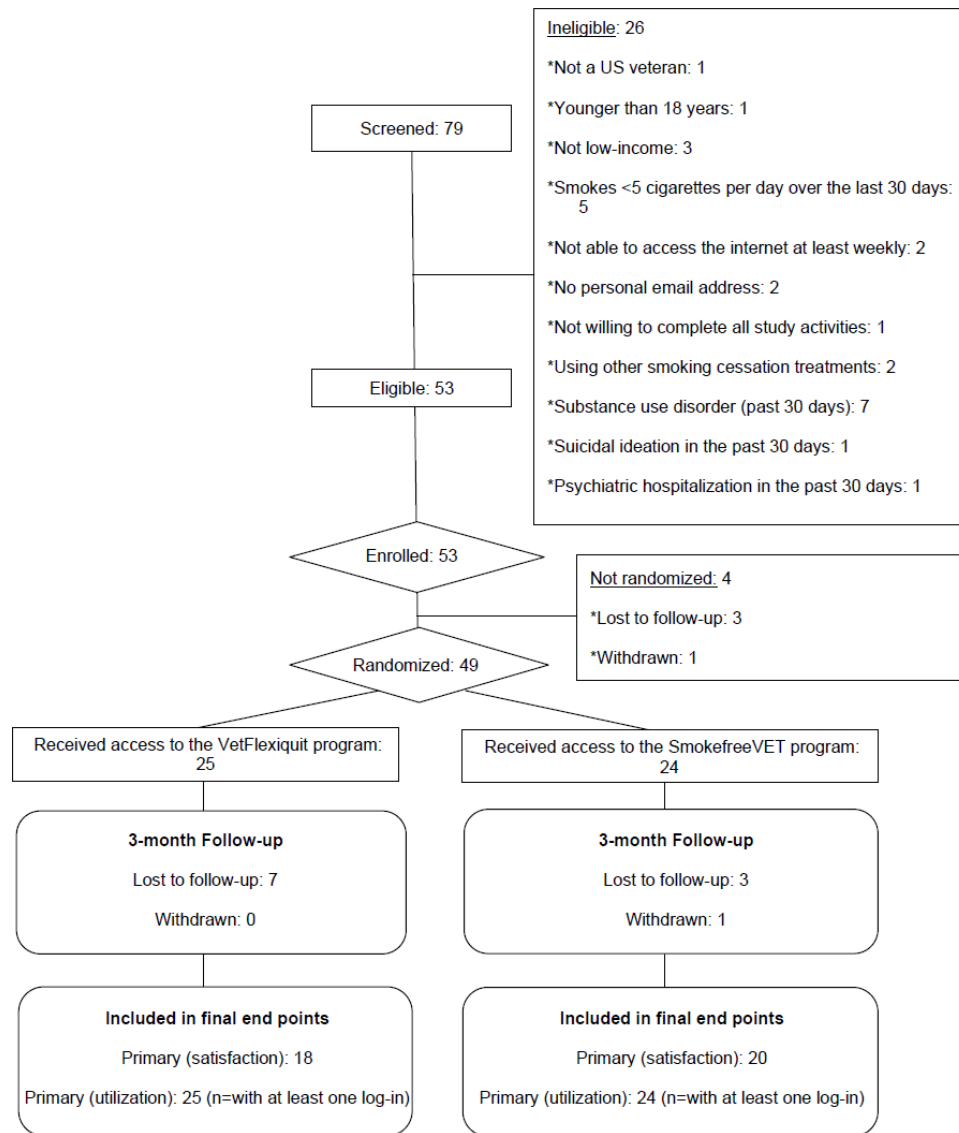 Screened: 79
Ineligible: 26
*Not a US veteran: 1
*Younger than 18 years: 1
*Not low-income: 3
*Smokes <5 cigarettes per day over the last 30 days:
5
*Not able to access the internet at least weekly: 2
*No personal email address: 2
*Not willing to complete all study activities: 1
*Using other smoking cessation treatments: 2
*Substance use disorder (past 30 days): 7
*Suicidal ideation in the past 30 days: 1
*Psychiatric hospitalization in the past 30 days: 1
Eligible: 53
Enrolled: 53
Not randomized: 4
*Lost to follow-up: 3
*Withdrawn: 1
Randomized: 49
Received access to the VetFlexiquit program:
25
3-month Follow-up
Lost to follow-up: 7
Withdrawn: 0
Included in final end points
Primary (satisfaction): 18
Primary (utilization): 25 (n=with at least one log-in)
Received access to the SmokefreeVET program:
24
3-month Follow-up
Lost to follow-up: 3
Withdrawn: 1
Included in final end points
Primary (satisfaction): 20
Primary (utilization): 24 (n=with at least one log-in)